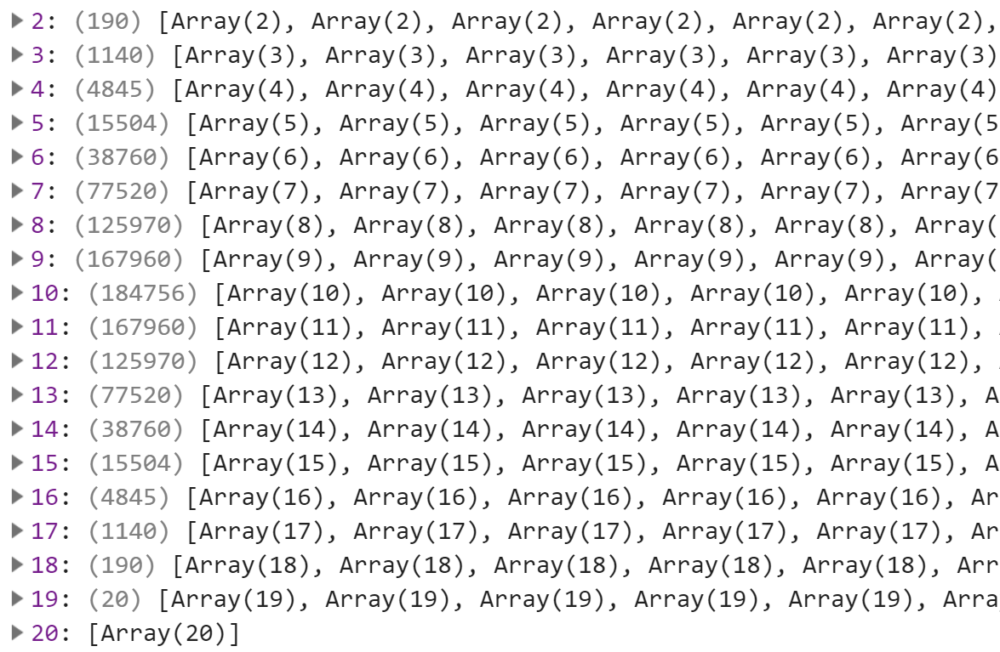 2: (190) [Array(2), Array(2), Array(2), Array(2), Array(2), Array(2),
3: (1140) [Array(3), Array(3), Array(3), Array(3), Array(3), Array(3)
4: (4845) [Array(4), Array(4), Array(4), Array(4), Array(4), Array(4)
5: (15504) [Array(5), Array(5), Array(5), Array(5), Array(5), Array(5
6: (38760) [Array(6), Array(6), Array(6), Array(6), Array(6), Array(6
7: (77520) [Array(7), Array(7), Array(7), Array(7), Array(7), Array(7
8: (125970) [Array(8), Array(8), Array(8), Array(8), Array(8), Array(
9: (167960) [Array(9), Array(9), Array(9), Array(9), Array(9), Array(
10: (184756) [Array(10), Array(10), Array(10), Array(10), Array(10),
11: (167960) [Array(11), Array(11), Array(11), Array(11), Array(11),
12: (125970) [Array(12), Array(12), Array(12), Array(12), Array(12),
13: (77520) [Array(13), Array(13), Array(13), Array(13), Array(13), A
14: (38760) [Array(14), Array(14), Array(14), Array(14), Array(14), A
15: (15504) [Array(15), Array(15), Array(15), Array(15), Array(15), A
16: (4845) [Array(16), Array(16), Array(16), Array(16), Array(16), Ar
17: (1140) [Array(17), Array(17), Array(17), Array(17), Array(17), Ar
18: (190) [Array(18), Array(18), Array(18), Array(18), Array(18), Arr
19: (20) [Array(19), Array(19), Array(19), Array(19), Array(19), Arra
20: [Array(20)]